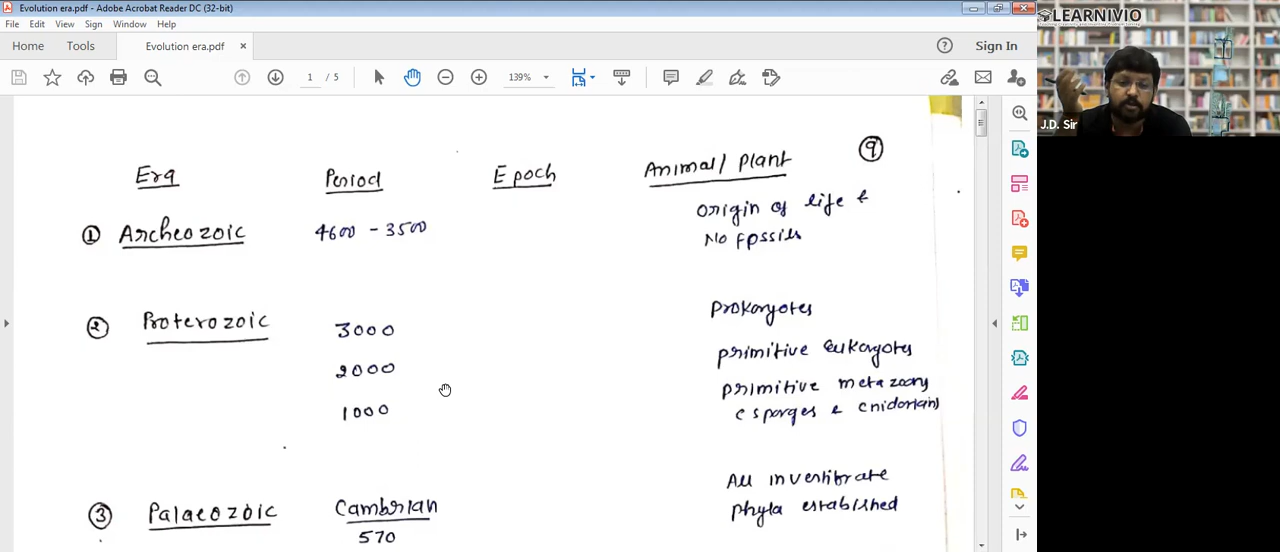 Evolution era.pdf - Adobe Acrobat Reader DC (32-bit)
File Edit View Sign Window Help
Home Tools Evolution era.pdf × Sign In
1 / 5 139%
LEARNIVIO
J.D. Sir
9
Era Period Epoch Animal / Plant
① Archeozoic 4600 - 3500 Origin of life &
No Fossils
② Proterozoic 3000 Prokaryotes
2000 primitive eukaryotes
1000 primitive metazoans
( sponges & cnidorians
③ Palaeozoic Cambrian All invertibrate
phyla established
570